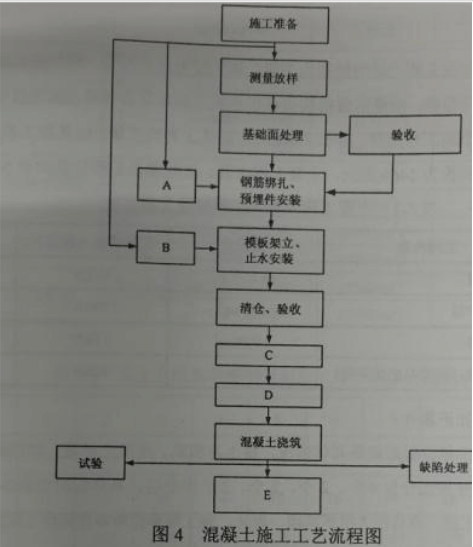 施工准备
测量放样
基础面处理
验收
A
钢筋绑扎、
预埋件安装
B
模板架立、
止水安装
清仓、验收
C
D
混凝土浇筑
试验
缺陷处理
E
图4 混凝土施工工艺流程图